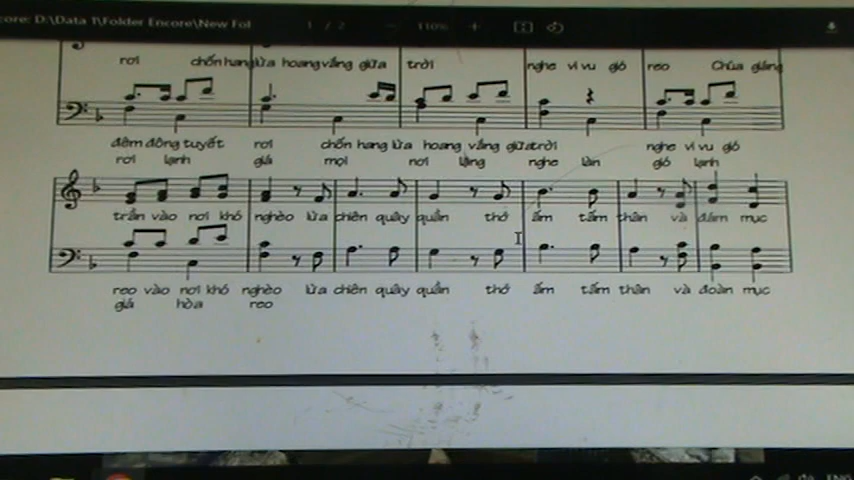 core: D:\Data 1\Folder Encore\New Fol 1 / 2 — 110% +
rơi chốn hang lừa hoang vắng giữa trời nghe vi vu gió reo Chúa giáng
đêm đông tuyết rơi chốn hang lừa hoang vắng giữa trời nghe vi vu gió
rơi lạnh giá mọi nơi lặng nghe làn gió lạnh
trần vào nơi khó nghèo lừa chiên quây quần thở ấm tấm thân và đám mục
reo vào nơi khó nghèo lừa chiên quây quần thở ấm tấm thân và đoàn mục
giá hòa reo
ENG